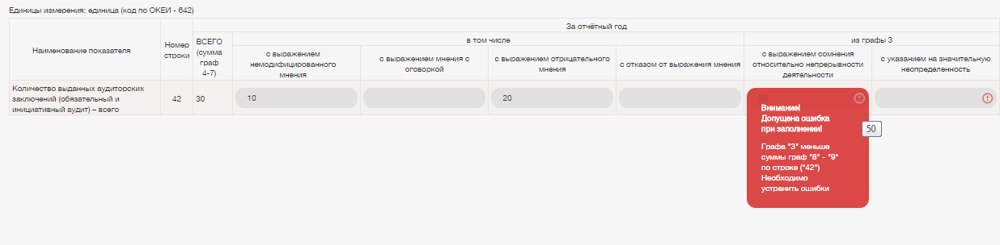 Единицы измерения: единица (код по ОКЕИ - 642)
Наименование показателя
Номер
строки
За отчётный год
ВСЕГО
(сумма
граф
4-7)
в том числе
из графы 3
с выражением
немодифицированного
мнения
с выражением мнения с
оговоркой
с выражением отрицательного
мнения
с отказом от выражения мнения
с выражением сомнения
относительно непрерывности
деятельности
с указанием на значительную
неопределенность
Количество выданных аудиторских
заключений (обязательный и
инициативный аудит) – всего
42
30
10
20
50
Внимание!
Допущена ошибка
при заполнении!
Графа "3" меньше
суммы граф "8" - "9"
по строке ("42")
Необходимо
устранить ошибки
50